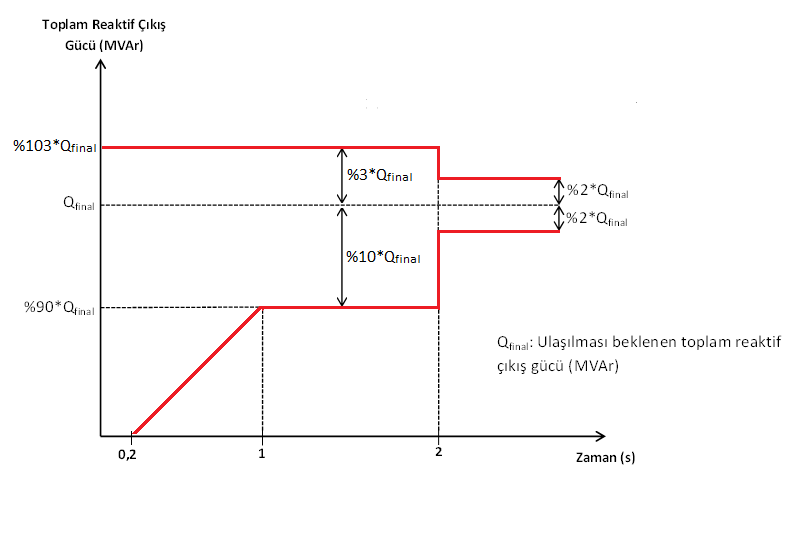 Toplam Reaktif Çıkış
Gücü (MVAr)
%103*Qfinal
%3*Qfinal
Qfinal
%2*Qfinal
%2*Qfinal
%10*Qfinal
%90*Qfinal
Qfinal: Ulaşılması beklenen toplam reaktif
çıkış gücü (MVAr)
0,2
1
2
Zaman (s)